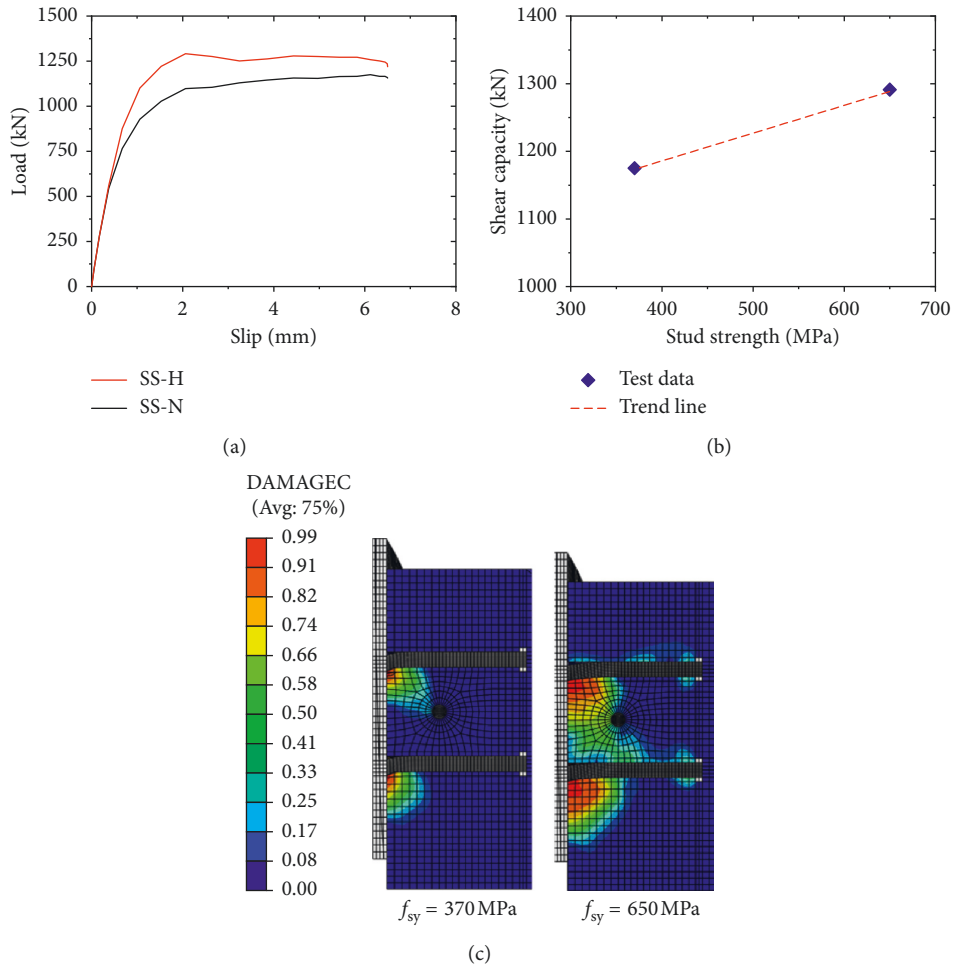 1500
1250
1000
750
500
250
0
Load (kN)
0 2 4 6 8
Slip (mm)
SS-H
SS-N
(a)
1400
1300
1200
1100
1000
Shear capacity (kN)
300 400 500 600 700
Stud strength (MPa)
Test data
Trend line
(b)
DAMAGEC
(Avg: 75%)
0.99
0.91
0.82
0.74
0.66
0.58
0.50
0.41
0.33
0.25
0.17
0.08
0.00
f_sy = 370 MPa
f_sy = 650 MPa
(c)